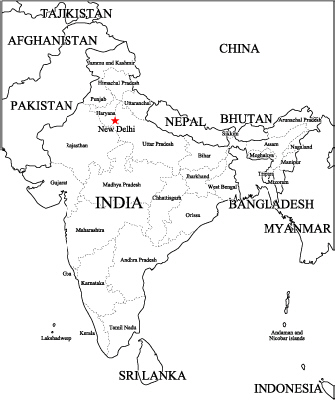 TAJIKISTAN
AFGHANISTAN
CHINA
Jammu and Kashmir
Himachal Pradesh
PAKISTAN
Punjab
Uttaranchal
Haryana
New Delhi
NEPAL
BHUTAN
Arunachal Pradesh
Sikkim
Rajasthan
Uttar Pradesh
Assam
Nagaland
Bihar
Meghalaya
Manipur
Jharkhand
Tripura
Mizoram
Gujarat
Madhya Pradesh
West Bengal
INDIA
Chhattisgarh
BANGLADESH
Orissa
Maharashtra
MYANMAR
Andhra Pradesh
Goa
Karnataka
Lakshadweep
Kerala
Tamil Nadu
Andaman and
Nicobar islands
SRI LANKA
INDONESIA